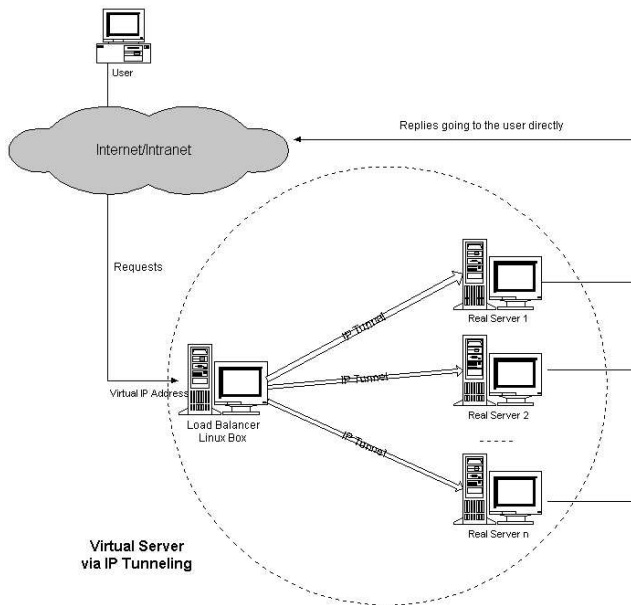 User
Replies going to the user directly
Internet/Intranet
Requests
IP Tunnel
Real Server 1
Virtual IP Address
IP Tunnel
Load Balancer
Linux Box
Real Server 2
IP Tunnel
Real Server n
Virtual Server
via IP Tunneling